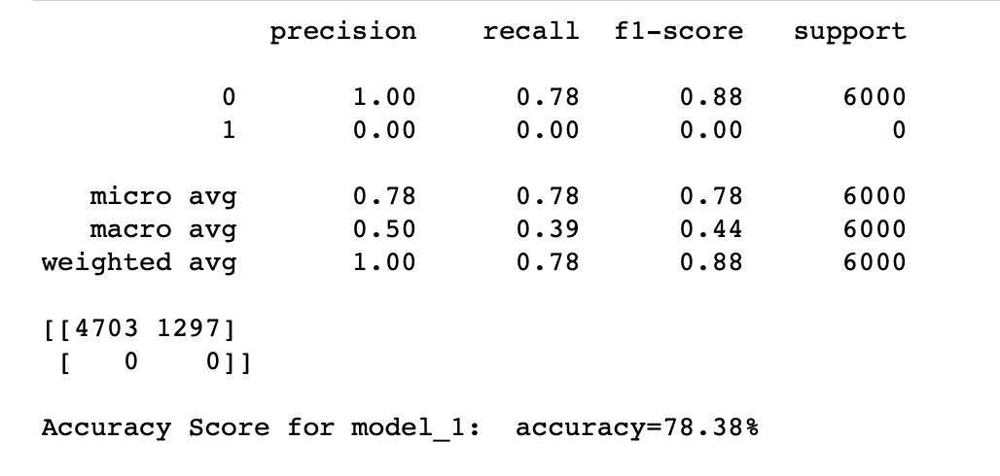 precision recall f1-score support
0 1.00 0.78 0.88 6000
1 0.00 0.00 0.00 0
micro avg 0.78 0.78 0.78 6000
macro avg 0.50 0.39 0.44 6000
weighted avg 1.00 0.78 0.88 6000
[[4703 1297]
[ 0 0]]
Accuracy Score for model_1: accuracy=78.38%